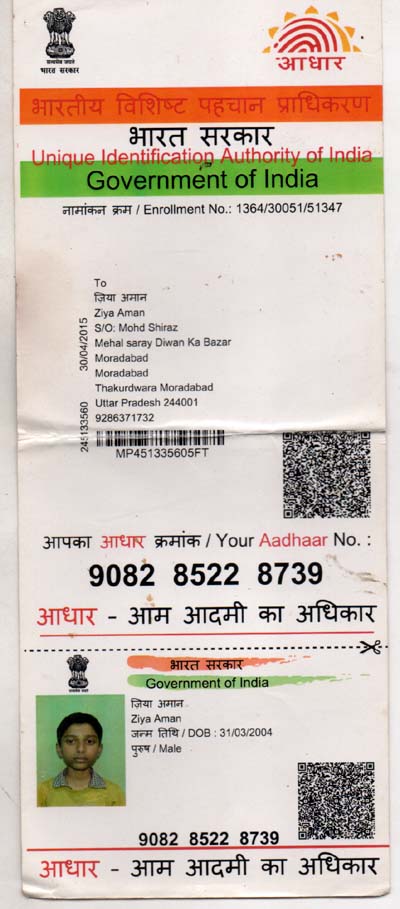 सत्यमेव जयते
भारत सरकार
आधार
भारतीय विशिष्ट पहचान प्राधिकरण
भारत सरकार
Unique Identification Authority of India
Government of India
नामांकन क्रम / Enrollment No.: 1364/30051/51347
245133560 30/04/2015
To
ज़िया अमान
Ziya Aman
S/O: Mohd Shiraz
Mehal saray Diwan Ka Bazar
Moradabad
Moradabad
Thakurdwara Moradabad
Uttar Pradesh 244001
9286371732
MP451335605FT
आपका आधार क्रमांक / Your Aadhaar No. :
9082 8522 8739
आधार - आम आदमी का अधिकार
भारत सरकार
Government of India
ज़िया अमान
Ziya Aman
जन्म तिथि / DOB : 31/03/2004
पुरुष / Male
9082 8522 8739
आधार - आम आदमी का अधिकार